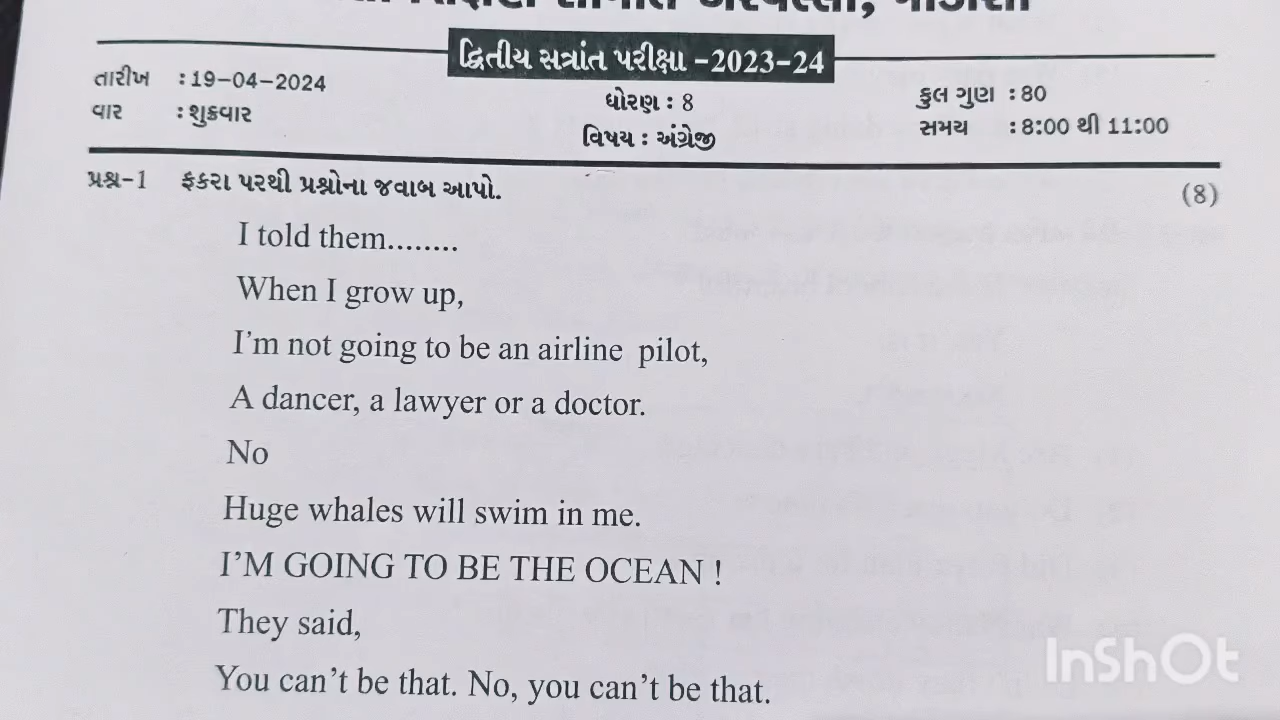 દ્વિતીય સત્રાંત પરીક્ષા -2023-24
તારીખ : 19-04-2024
ધોરણ : 8
કુલ ગુણ : 80
વાર : શુક્રવાર
વિષય : અંગ્રેજી
સમય : 8:00 થી 11:00
પ્રશ્ન-1 ફકરા પરથી પ્રશ્નોના જવાબ આપો. (8)
I told them........
When I grow up,
I'm not going to be an airline pilot,
A dancer, a lawyer or a doctor.
No
Huge whales will swim in me.
I'M GOING TO BE THE OCEAN !
They said,
You can't be that. No, you can't be that.
InShOt